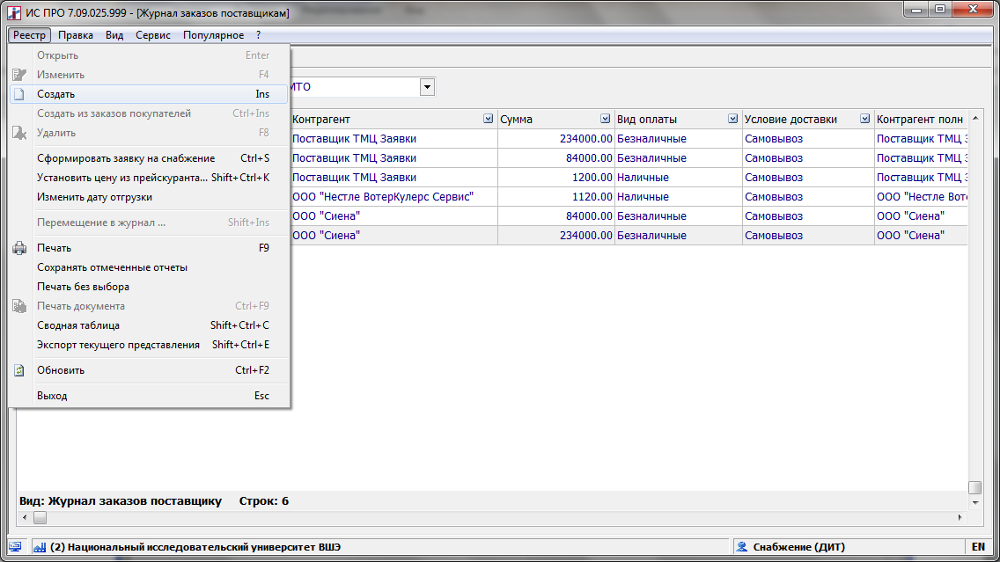 ИС ПРО 7.09.025.999 - [Журнал заказов поставщикам]
Реестр Правка Вид Сервис Популярное ?
Открыть Enter
Изменить F4
Создать Ins
Создать из заказов покупателей Ctrl+Ins
Удалить F8
Сформировать заявку на снабжение Ctrl+S
Установить цену из прейскуранта... Shift+Ctrl+K
Изменить дату отгрузки
Перемещение в журнал ... Shift+Ins
Печать F9
Сохранять отмеченные отчеты
Печать без выбора
Печать документа Ctrl+F9
Сводная таблица Shift+Ctrl+C
Экспорт текущего представления Shift+Ctrl+E
Обновить Ctrl+F2
Выход Esc
МТО
Контрагент Сумма Вид оплаты Условие доставки Контрагент полн
Поставщик ТМЦ Заявки 234000.00 Безналичные Самовывоз Поставщик ТМЦ З
Поставщик ТМЦ Заявки 84000.00 Безналичные Самовывоз Поставщик ТМЦ З
Поставщик ТМЦ Заявки 1200.00 Наличные Самовывоз Поставщик ТМЦ З
ООО "Нестле ВотерКулерс Сервис" 1120.00 Наличные Самовывоз ООО "Нестле Вот
ООО "Сиена" 84000.00 Безналичные Самовывоз ООО "Сиена"
ООО "Сиена" 234000.00 Безналичные Самовывоз ООО "Сиена"
Вид: Журнал заказов поставщику Строк: 6
(2) Национальный исследовательский университет ВШЭ Снабжение (ДИТ) EN